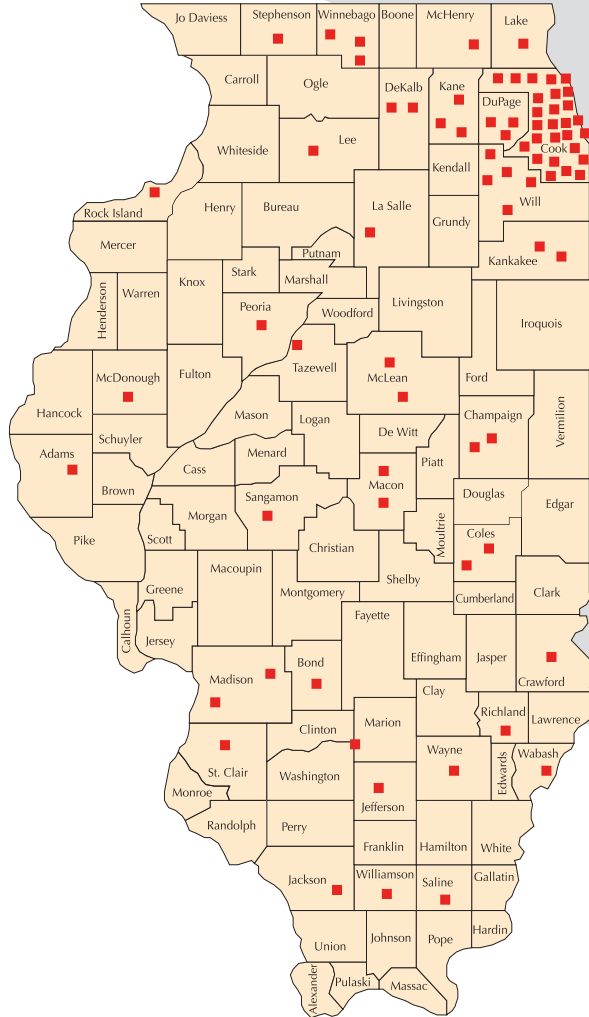 Jo Daviess
Stephenson
Winnebago
Boone
McHenry
Lake
Carroll
Ogle
DeKalb
Kane
DuPage
Cook
Whiteside
Lee
Kendall
Will
Rock Island
Henry
Bureau
La Salle
Grundy
Kankakee
Mercer
Putnam
Henderson
Warren
Knox
Stark
Marshall
Peoria
Woodford
Livingston
Iroquois
Hancock
McDonough
Fulton
Tazewell
McLean
Ford
Vermilion
Mason
Logan
De Witt
Champaign
Schuyler
Adams
Brown
Cass
Menard
Piatt
Macon
Douglas
Edgar
Pike
Scott
Morgan
Sangamon
Christian
Moultrie
Coles
Macoupin
Shelby
Greene
Montgomery
Cumberland
Clark
Calhoun
Jersey
Fayette
Effingham
Jasper
Crawford
Madison
Bond
Clay
Richland
Lawrence
Clinton
Marion
Wayne
Edwards
Wabash
St. Clair
Washington
Monroe
Jefferson
Randolph
Perry
Franklin
Hamilton
White
Jackson
Williamson
Saline
Gallatin
Union
Johnson
Pope
Hardin
Alexander
Pulaski
Massac